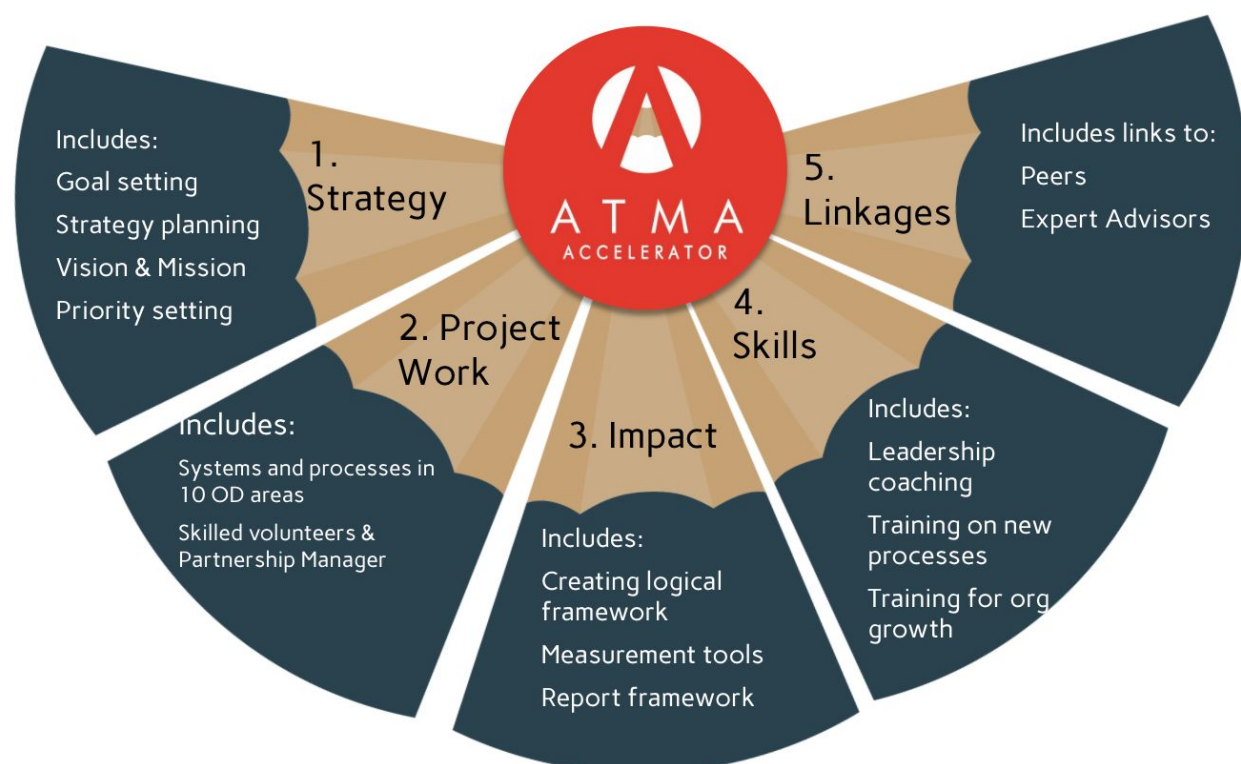 ATMA
ACCELERATOR
1.
Strategy
Includes:
Goal setting
Strategy planning
Vision & Mission
Priority setting
2. Project
Work
Includes:
Systems and processes in
10 OD areas
Skilled volunteers &
Partnership Manager
3. Impact
Includes:
Creating logical
framework
Measurement tools
Report framework
4.
Skills
Includes:
Leadership
coaching
Training on new
processes
Training for org
growth
5.
Linkages
Includes links to:
Peers
Expert Advisors